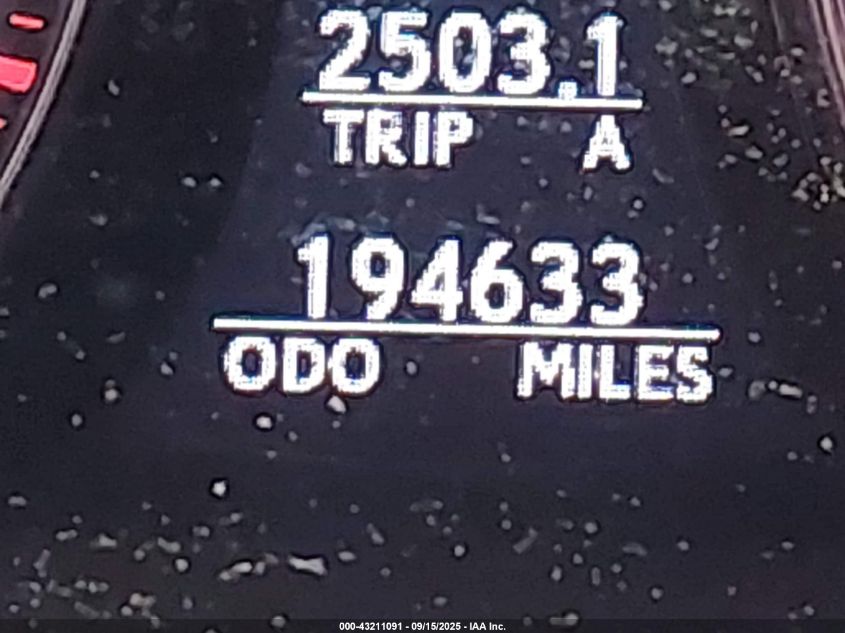 2503.1
TRIP A
194633
ODO MILES
000-43211091 - 09/15/2025 - IAA Inc.